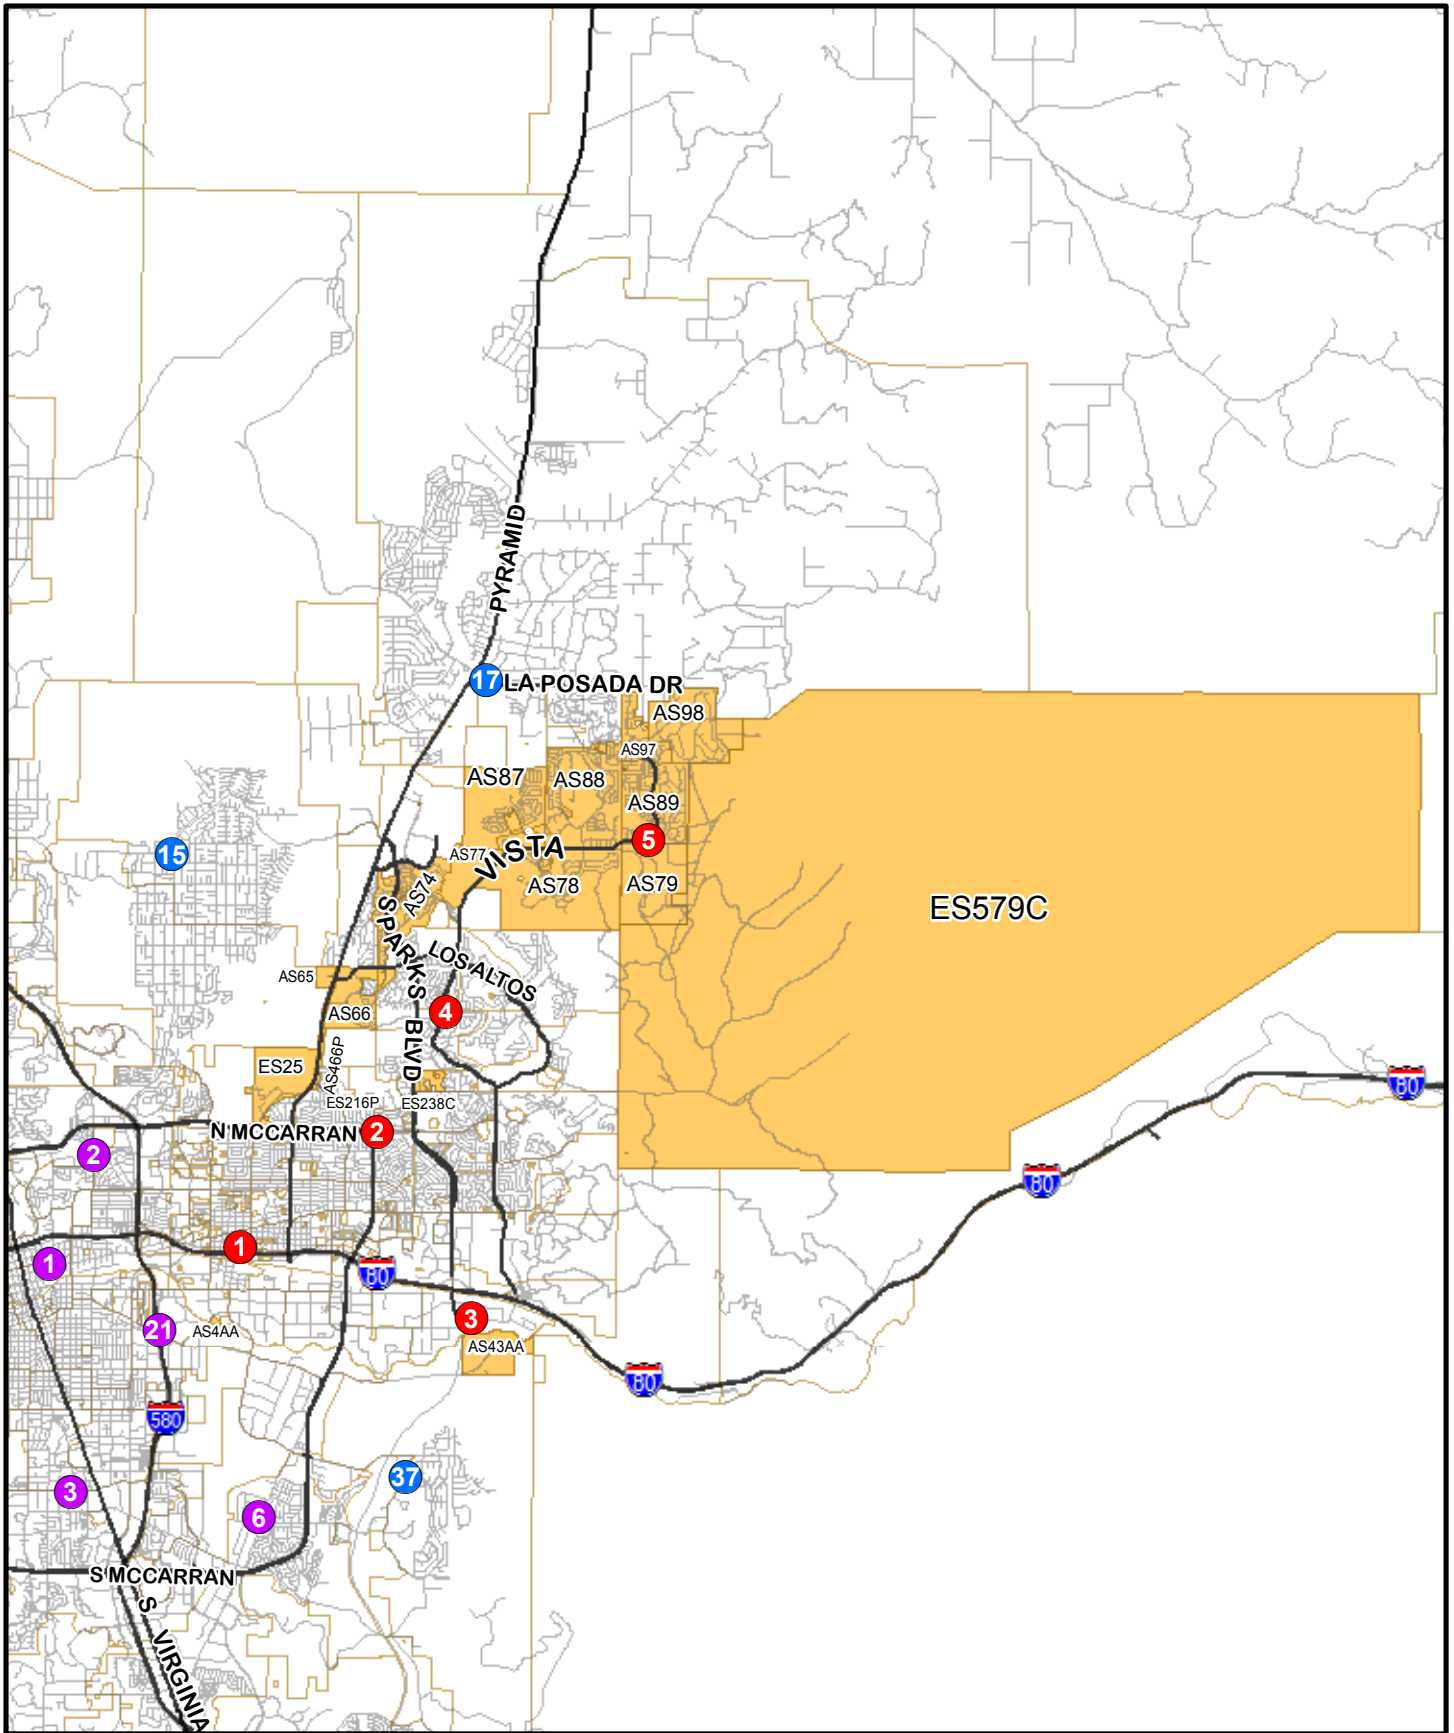 PYRAMID
17
LA POSADA DR
AS98
AS97
AS87
AS88
AS89
5
15
AS77
VISTA
AS78
AS79
AS74
ES579C
SPARKS BLVD
LOS ALTOS
AS65
AS66
4
ES25
AS466P
ES216P
ES238C
80
N MCCARRAN
2
2
80
1
1
80
3
21
AS4AA
AS43AA
80
580
37
3
6
S MCCARRAN
S VIRGINIA